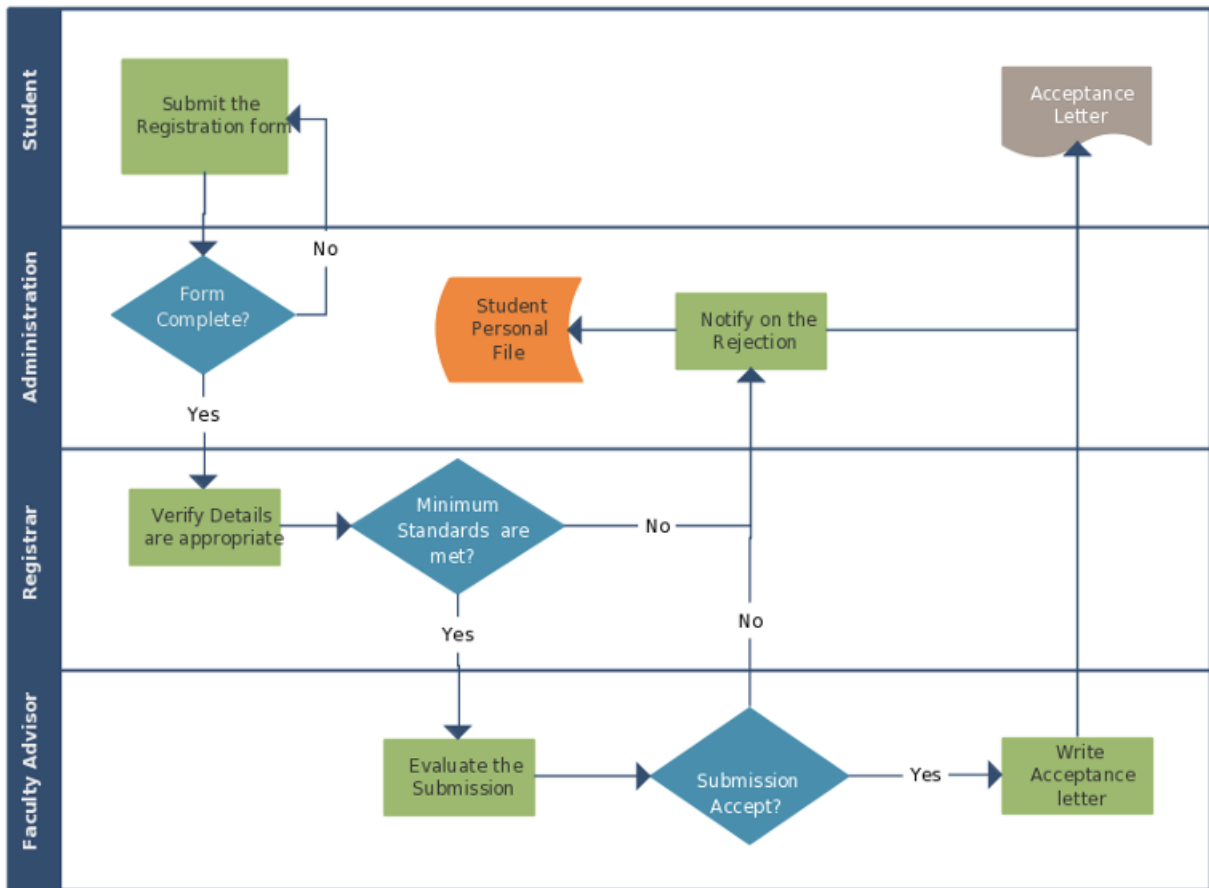 Student
Submit the
Registration form
Acceptance
Letter
Administration
No
Form
Complete?
Student
Personal
File
Notify on the
Rejection
Yes
Registrar
Verify Details
are appropriate
Minimum
Standards are
met?
No
Yes
No
Faculty Advisor
Evaluate the
Submission
Submission
Accept?
Yes
Write
Acceptance
letter